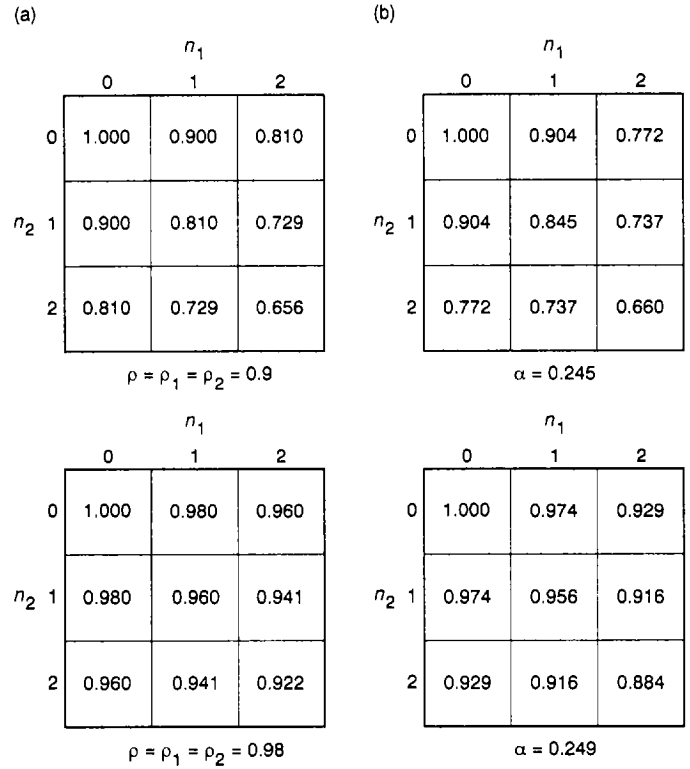 (a)
n₁
0 1 2
0 1.000 0.900 0.810
n₂ 1 0.900 0.810 0.729
2 0.810 0.729 0.656
ρ = ρ₁ = ρ₂ = 0.9
(b)
n₁
0 1 2
0 1.000 0.904 0.772
n₂ 1 0.904 0.845 0.737
2 0.772 0.737 0.660
α = 0.245
n₁
0 1 2
0 1.000 0.980 0.960
n₂ 1 0.980 0.960 0.941
2 0.960 0.941 0.922
ρ = ρ₁ = ρ₂ = 0.98
n₁
0 1 2
0 1.000 0.974 0.929
n₂ 1 0.974 0.956 0.916
2 0.929 0.916 0.884
α = 0.249